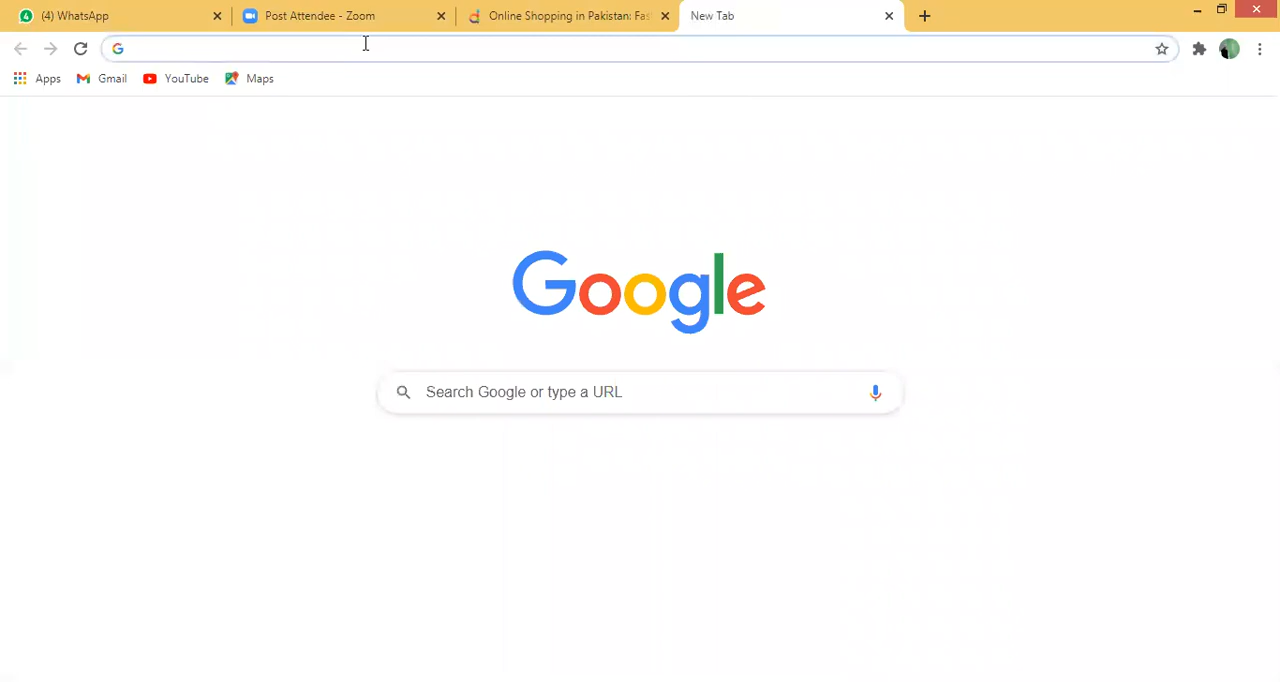 4 (4) WhatsApp Post Attendee - Zoom Online Shopping in Pakistan: Fas New Tab
Apps Gmail YouTube Maps
Google
Search Google or type a URL